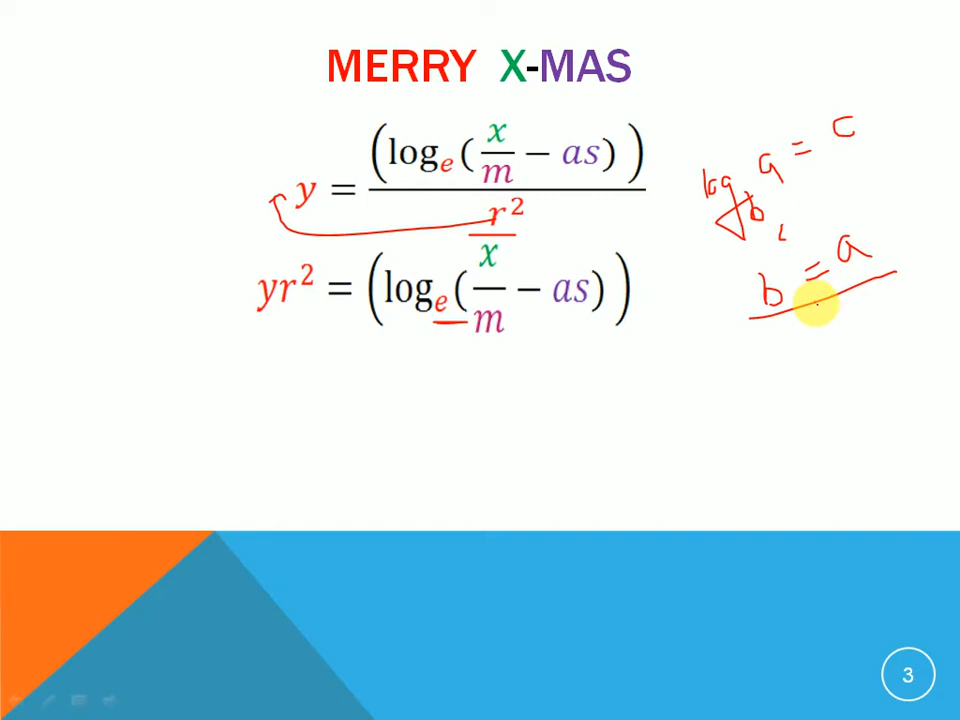 MERRY X-MAS
y = (log_e(x/m − as)) / r²
yr² = (log_e(x/m − as))
log_b a = c
b = a
3